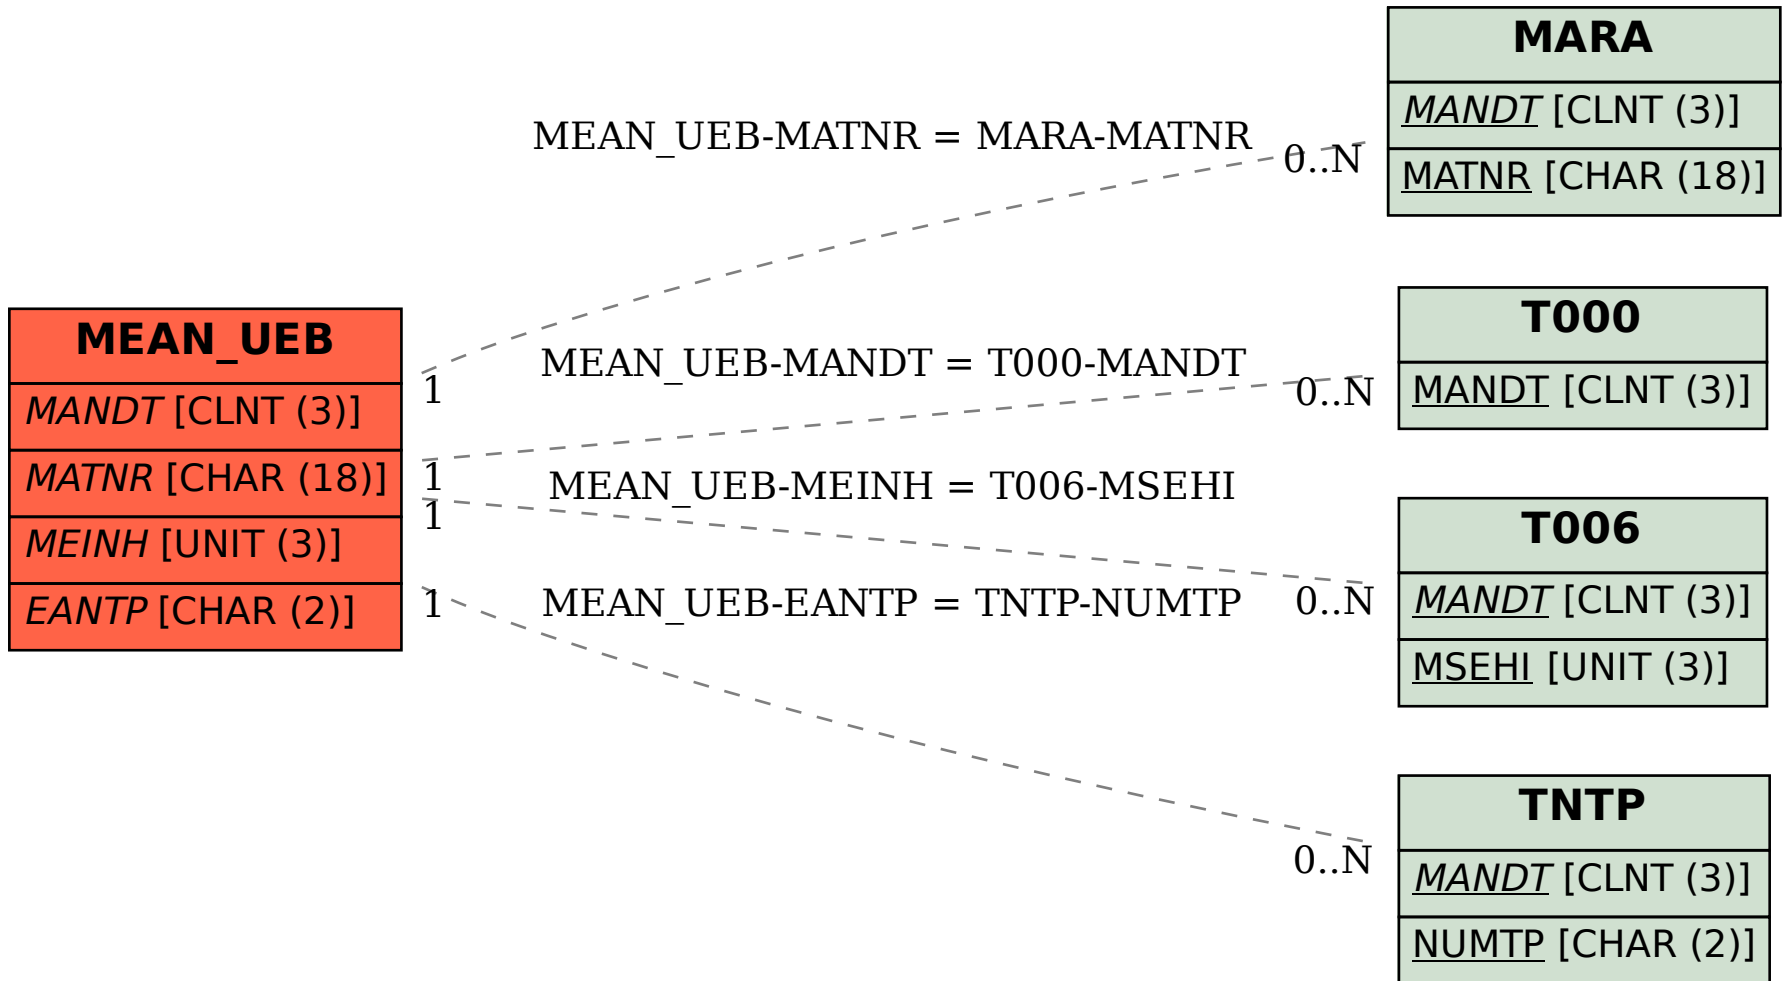 MEAN_UEB
MANDT [CLNT (3)]
MATNR [CHAR (18)]
MEINH [UNIT (3)]
EANTP [CHAR (2)]
MEAN_UEB-MATNR = MARA-MATNR
1
0..N
MEAN_UEB-MANDT = T000-MANDT
1
0..N
MEAN_UEB-MEINH = T006-MSEHI
1
0..N
MEAN_UEB-EANTP = TNTP-NUMTP
1
0..N
MARA
MANDT [CLNT (3)]
MATNR [CHAR (18)]
T000
MANDT [CLNT (3)]
T006
MANDT [CLNT (3)]
MSEHI [UNIT (3)]
TNTP
MANDT [CLNT (3)]
NUMTP [CHAR (2)]